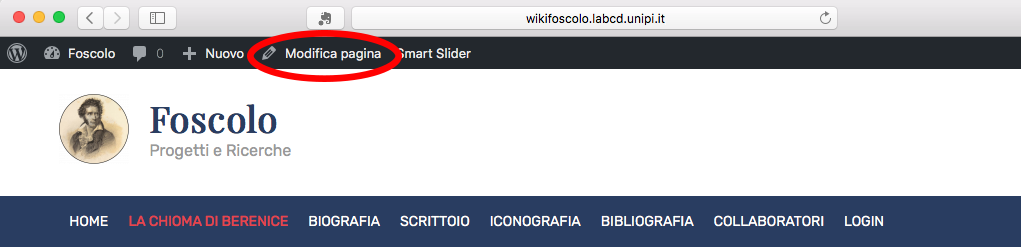 wikifoscolo.labcd.unipi.it
Foscolo 0 Nuovo Modifica pagina Smart Slider
Foscolo
Progetti e Ricerche
HOME LA CHIOMA DI BERENICE BIOGRAFIA SCRITTOIO ICONOGRAFIA BIBLIOGRAFIA COLLABORATORI LOGIN